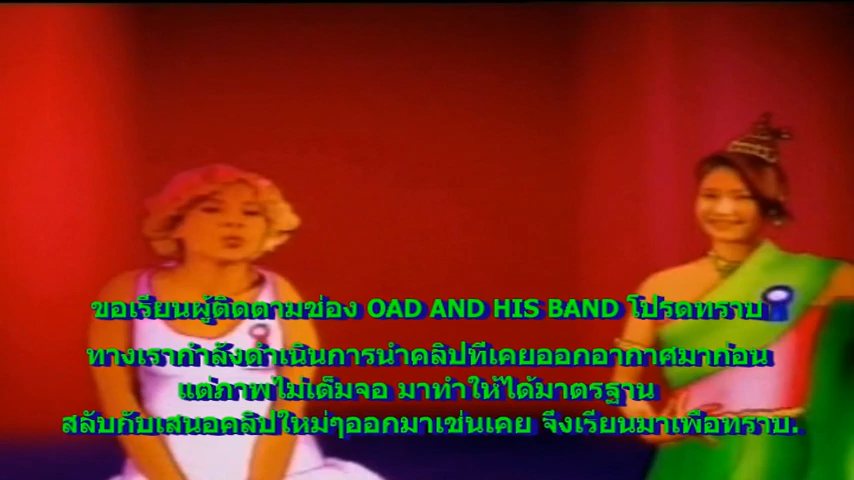 ขอเรียนผู้ติดตามช่อง OAD AND HIS BAND โปรดทราบ
ทางเรากำลังดำเนินการนำคลิปที่เคยออกอากาศมาก่อน
แต่ภาพไม่เต็มจอ มาทำให้ได้มาตรฐาน
สลับกับเสนอคลิปใหม่ๆออกมาเช่นเคย จึงเรียนมาเพื่อทราบ.